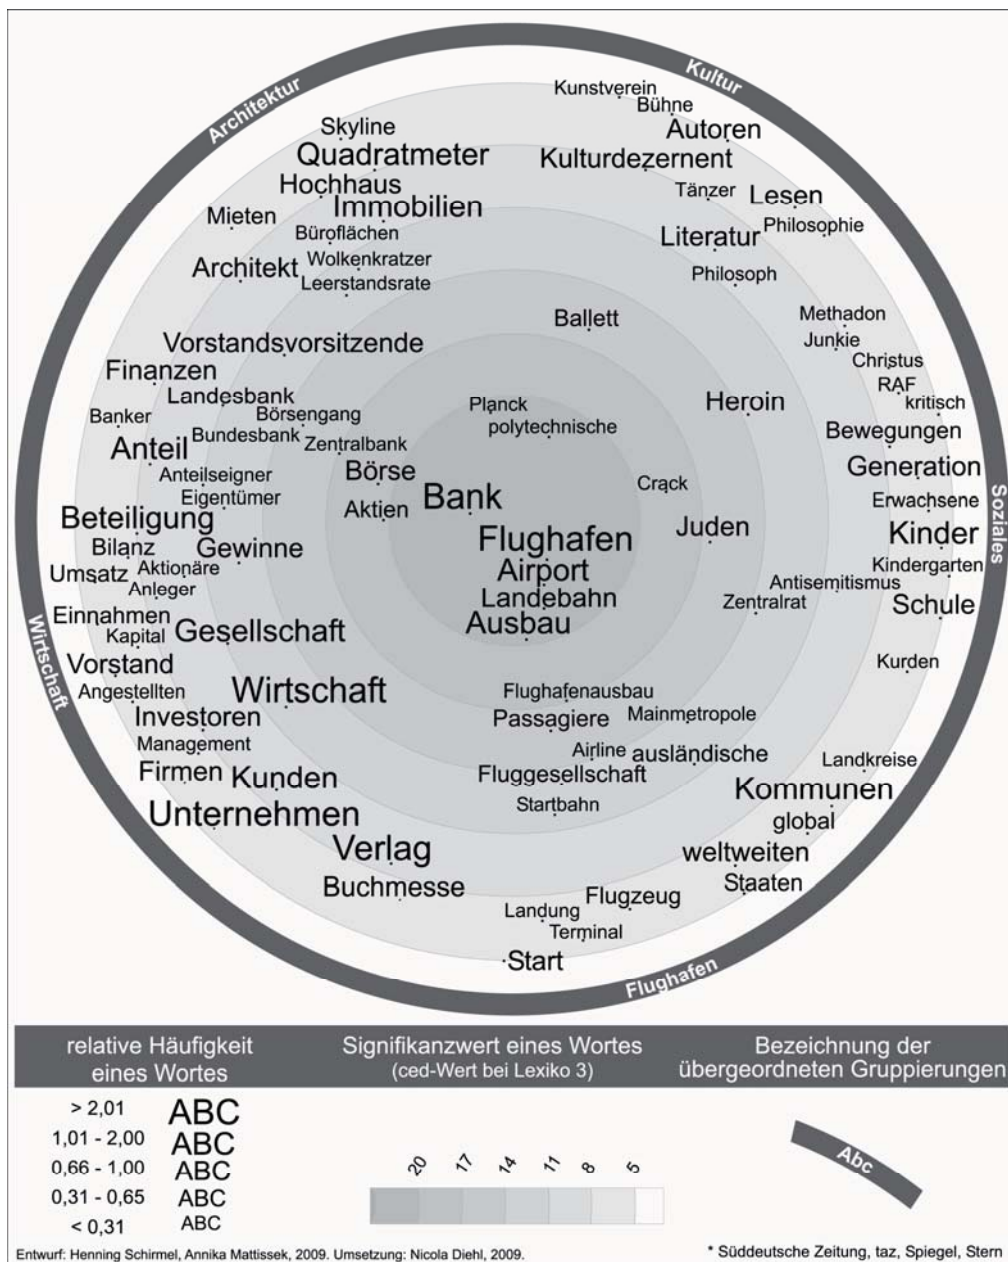 Architektur
Kultur
Kunstverein
Bühne
Skyline
Autoren
Quadratmeter
Kulturdezernent
Hochhaus
Tänzer
Lesen
Immobilien
Mieten
Philosophie
Büroflächen
Literatur
Wolkenkratzer
Architekt
Philosoph
Leerstandsrate
Methadon
Ballett
Junkie
Vorstandsvorsitzende
Christus
Finanzen
RAF
Landesbank
Heroin
kritisch
Planck
Banker
Börsengang
polytechnische
Bewegungen
Bundesbank
Zentralbank
Anteil
Generation
Anteilseigner
Börse
Crack
Eigentümer
Bank
Erwachsene
Soziales
Aktien
Beteiligung
Juden
Kinder
Flughafen
Bilanz
Gewinne
Kindergarten
Umsatz
Aktionäre
Airport
Antisemitismus
Anleger
Landebahn
Zentralrat
Schule
Einnahmen
Ausbau
Kapital
Gesellschaft
Wirtschaft
Vorstand
Kurden
Angestellten
Wirtschaft
Flughafenausbau
Investoren
Passagiere
Mainmetropole
Management
Airline
ausländische
Landkreise
Firmen
Kunden
Fluggesellschaft
Kommunen
Unternehmen
Startbahn
global
Verlag
weltweiten
Buchmesse
Staaten
Flugzeug
Landung
Terminal
Start
Flughafen
relative Häufigkeit
eines Wortes
Signifikanzwert eines Wortes
(ced-Wert bei Lexiko 3)
Bezeichnung der
übergeordneten Gruppierungen
> 2,01 ABC
1,01 - 2,00 ABC
0,66 - 1,00 ABC
0,31 - 0,65 ABC
< 0,31 ABC
20 17 14 11 8 5
Abc
Entwurf: Henning Schirmel, Annika Mattissek, 2009. Umsetzung: Nicola Diehl, 2009.
* Süddeutsche Zeitung, taz, Spiegel, Stern